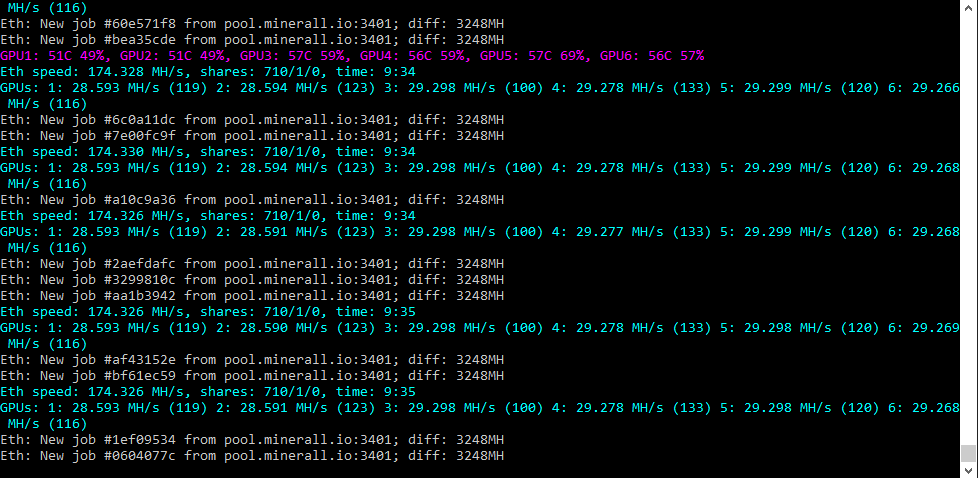 MH/s (116)
Eth: New job #60e571f8 from pool.minerall.io:3401; diff: 3248MH
Eth: New job #bea35cde from pool.minerall.io:3401; diff: 3248MH
GPU1: 51C 49%, GPU2: 51C 49%, GPU3: 57C 59%, GPU4: 56C 59%, GPU5: 57C 69%, GPU6: 56C 57%
Eth speed: 174.328 MH/s, shares: 710/1/0, time: 9:34
GPUs: 1: 28.593 MH/s (119) 2: 28.594 MH/s (123) 3: 29.298 MH/s (100) 4: 29.278 MH/s (133) 5: 29.299 MH/s (120) 6: 29.266
MH/s (116)
Eth: New job #6c0a11dc from pool.minerall.io:3401; diff: 3248MH
Eth: New job #7e00fc9f from pool.minerall.io:3401; diff: 3248MH
Eth speed: 174.330 MH/s, shares: 710/1/0, time: 9:34
GPUs: 1: 28.593 MH/s (119) 2: 28.594 MH/s (123) 3: 29.298 MH/s (100) 4: 29.278 MH/s (133) 5: 29.299 MH/s (120) 6: 29.268
MH/s (116)
Eth: New job #a10c9a36 from pool.minerall.io:3401; diff: 3248MH
Eth speed: 174.326 MH/s, shares: 710/1/0, time: 9:34
GPUs: 1: 28.593 MH/s (119) 2: 28.591 MH/s (123) 3: 29.298 MH/s (100) 4: 29.277 MH/s (133) 5: 29.299 MH/s (120) 6: 29.268
MH/s (116)
Eth: New job #2aefdafc from pool.minerall.io:3401; diff: 3248MH
Eth: New job #3299810c from pool.minerall.io:3401; diff: 3248MH
Eth: New job #aa1b3942 from pool.minerall.io:3401; diff: 3248MH
Eth speed: 174.326 MH/s, shares: 710/1/0, time: 9:35
GPUs: 1: 28.593 MH/s (119) 2: 28.590 MH/s (123) 3: 29.298 MH/s (100) 4: 29.278 MH/s (133) 5: 29.298 MH/s (120) 6: 29.269
MH/s (116)
Eth: New job #af43152e from pool.minerall.io:3401; diff: 3248MH
Eth: New job #bf61ec59 from pool.minerall.io:3401; diff: 3248MH
Eth speed: 174.326 MH/s, shares: 710/1/0, time: 9:35
GPUs: 1: 28.593 MH/s (119) 2: 28.591 MH/s (123) 3: 29.298 MH/s (100) 4: 29.278 MH/s (133) 5: 29.298 MH/s (120) 6: 29.268
MH/s (116)
Eth: New job #1ef09534 from pool.minerall.io:3401; diff: 3248MH
Eth: New job #0604077c from pool.minerall.io:3401; diff: 3248MH